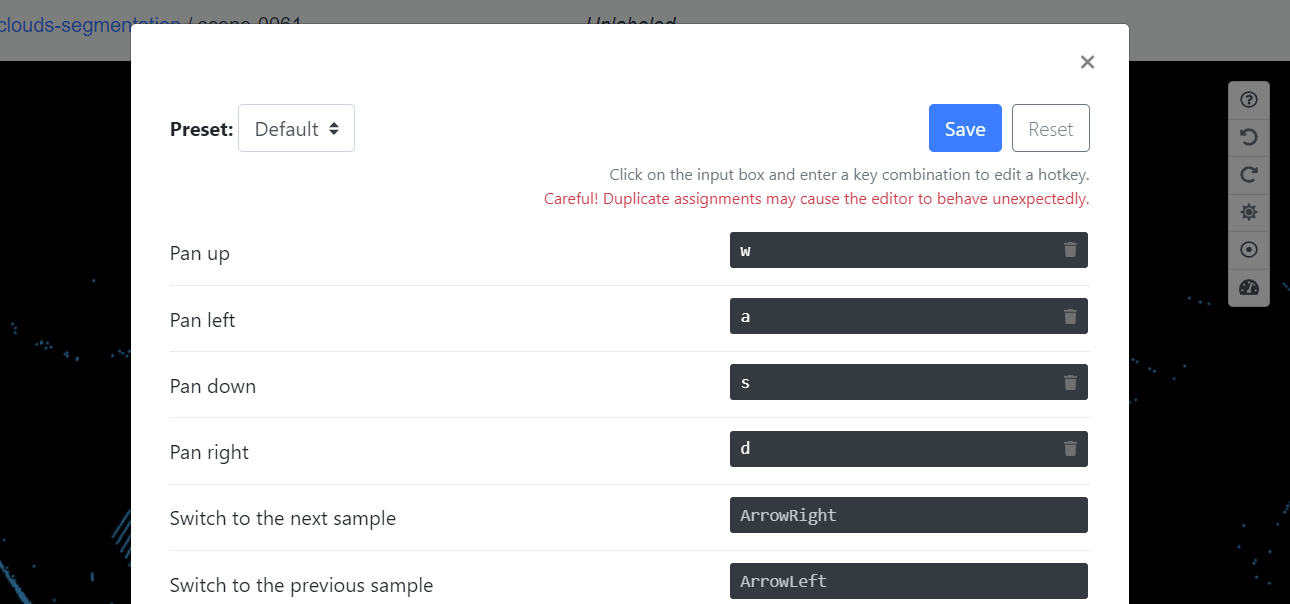 clouds-segmentation / scene-0061
Unlabeled
×
Preset: Default
Save Reset
Click on the input box and enter a key combination to edit a hotkey.
Careful! Duplicate assignments may cause the editor to behave unexpectedly.
Pan up w
Pan left a
Pan down s
Pan right d
Switch to the next sample ArrowRight
Switch to the previous sample ArrowLeft